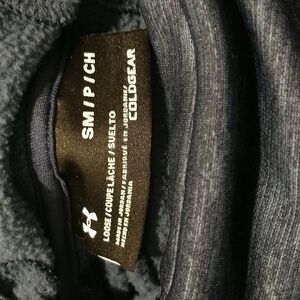 SM / P / CH
LOOSE / COUPE LÂCHE / SUELTO
MADE IN JORDAN / FABRIQUÉ EN JORDANIE /
HECHO EN JORDANIA
COLDGEAR